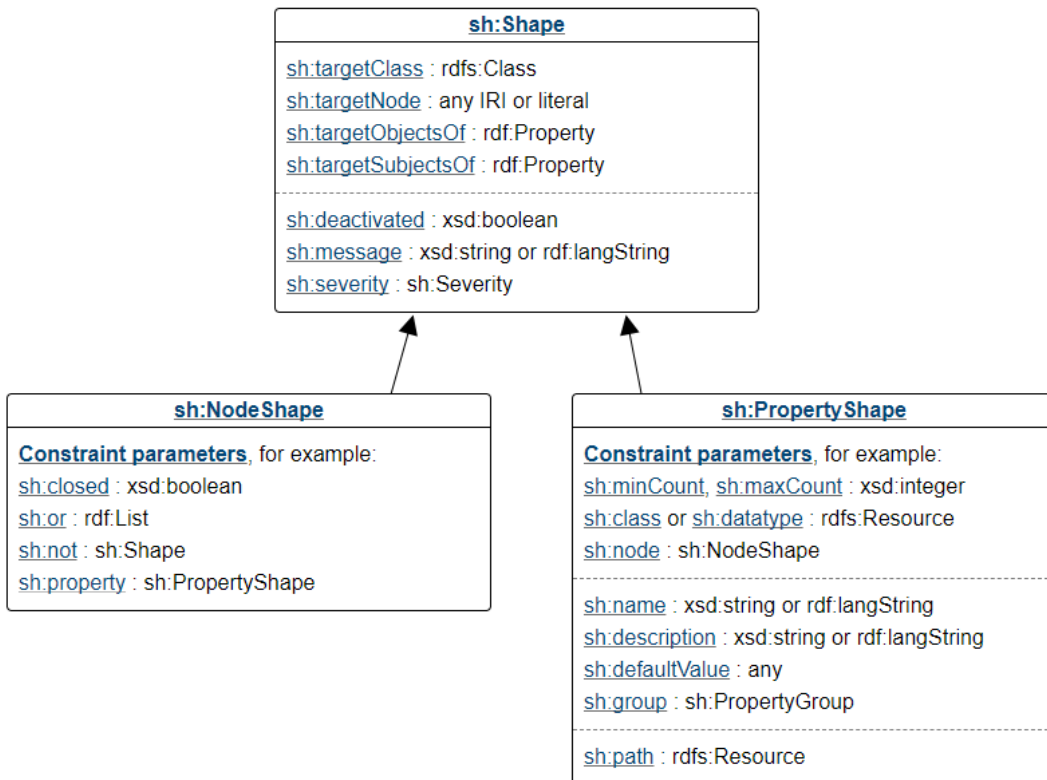 sh:Shape
sh:targetClass : rdfs:Class
sh:targetNode : any IRI or literal
sh:targetObjectsOf : rdf:Property
sh:targetSubjectsOf : rdf:Property
sh:deactivated : xsd:boolean
sh:message : xsd:string or rdf:langString
sh:severity : sh:Severity
sh:NodeShape
Constraint parameters, for example:
sh:closed : xsd:boolean
sh:or : rdf:List
sh:not : sh:Shape
sh:property : sh:PropertyShape
sh:PropertyShape
Constraint parameters, for example:
sh:minCount, sh:maxCount : xsd:integer
sh:class or sh:datatype : rdfs:Resource
sh:node : sh:NodeShape
sh:name : xsd:string or rdf:langString
sh:description : xsd:string or rdf:langString
sh:defaultValue : any
sh:group : sh:PropertyGroup
sh:path : rdfs:Resource